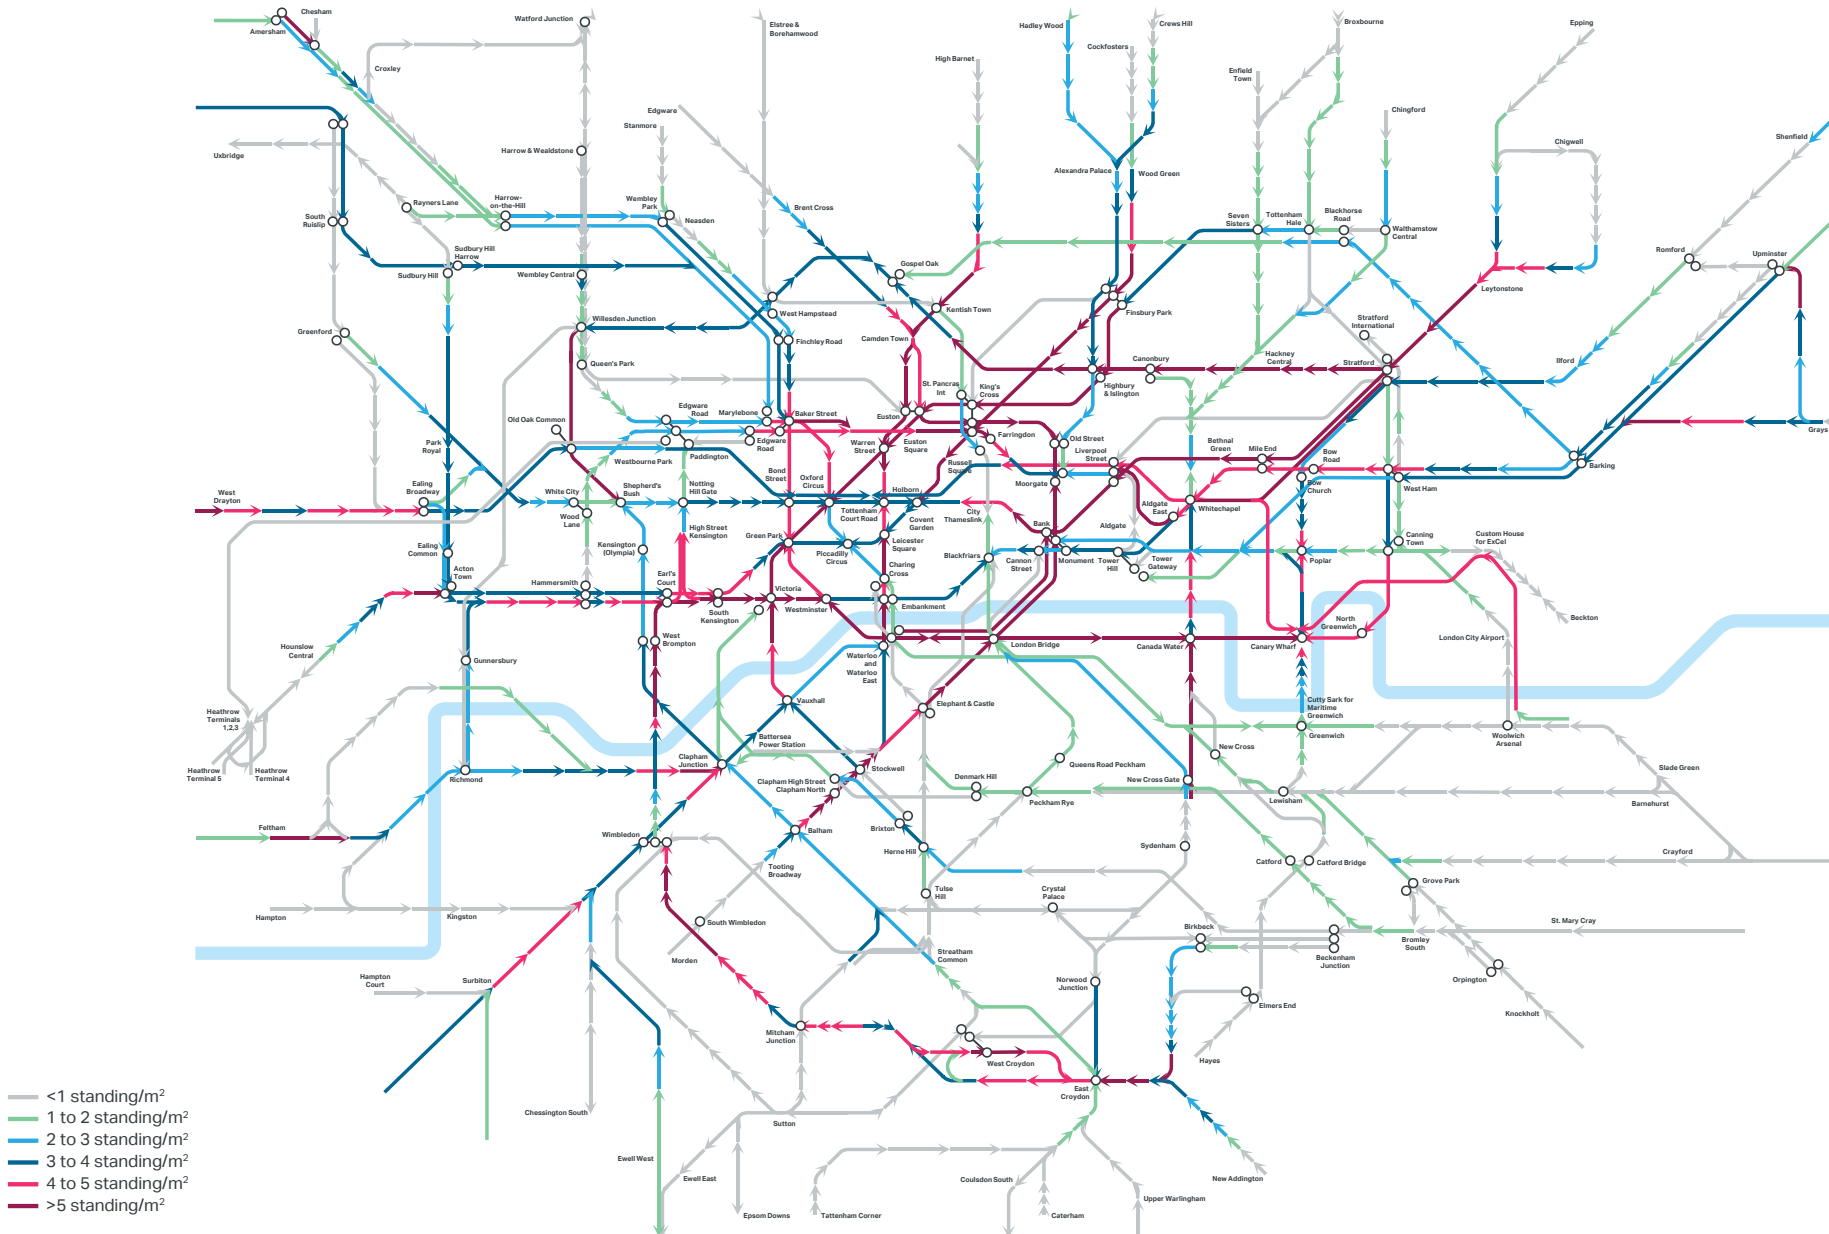 Chesham
Amersham
Watford Junction
Elstree &
Borehamwood
Hadley Wood
Crews Hill
Broxbourne
Epping
Cockfosters
High Barnet
Croxley
Enfield
Town
Edgware
Stanmore
Chingford
Shenfield
Uxbridge
Harrow & Wealdstone
Chigwell
Alexandra Palace
Wood Green
Rayners Lane
Harrow-
on-the-Hill
Wembley
Park
Neasden
Brent Cross
South
Ruislip
Seven
Sisters
Tottenham
Hale
Blackhorse
Road
Walthamstow
Central
Sudbury Hill
Harrow
Sudbury Hill
Wembley Central
Gospel Oak
Romford
Upminster
Leytonstone
Greenford
Willesden Junction
West Hampstead
Kentish Town
Finsbury Park
Stratford
International
Finchley Road
Camden Town
Queen's Park
Canonbury
Hackney
Central
Stratford
Ilford
St. Pancras
Int
King's
Cross
Highbury
& Islington
Old Oak Common
Edgware
Road
Marylebone
Baker Street
Euston
Grays
Park
Royal
Edgware
Road
Warren
Street
Euston
Square
Farringdon
Old Street
Liverpool
Street
Bethnal
Green
Mile End
Bow
Road
Westbourne Park
Paddington
Russell
Square
Moorgate
Barking
Bond
Street
Oxford
Circus
Bow
Church
West Ham
Ealing
Broadway
White City
Shepherd's
Bush
Notting
Hill Gate
Holborn
West
Drayton
Wood
Lane
Tottenham
Court Road
City
Thameslink
Aldgate
East
Whitechapel
Covent
Garden
High Street
Kensington
Bank
Aldgate
Kensington
(Olympia)
Green Park
Leicester
Square
Canning
Town
Custom House
for ExCel
Ealing
Common
Piccadilly
Circus
Blackfriars
Cannon
Street
Monument
Tower
Hill
Tower
Gateway
Poplar
Acton
Town
Earl's
Court
Charing
Cross
Hammersmith
Victoria
Westminster
Embankment
South
Kensington
North
Greenwich
Beckton
Hounslow
Central
West
Brompton
London Bridge
Canada Water
Canary Wharf
London City Airport
Gunnersbury
Waterloo
and
Waterloo
East
Vauxhall
Elephant & Castle
Cutty Sark for
Maritime
Greenwich
Heathrow
Terminals
1,2,3
Battersea
Power Station
Greenwich
Woolwich
Arsenal
Heathrow
Terminal 5
Heathrow
Terminal 4
Richmond
Clapham
Junction
Stockwell
Queens Road Peckham
New Cross
Slade Green
Clapham High Street
Clapham North
Denmark Hill
New Cross Gate
Peckham Rye
Lewisham
Barnehurst
Feltham
Wimbledon
Balham
Brixton
Herne Hill
Sydenham
Catford
Catford Bridge
Crayford
Tooting
Broadway
Grove Park
Hampton
Kingston
South Wimbledon
Tulse
Hill
Crystal
Palace
Birkbeck
St. Mary Cray
Bromley
South
Morden
Streatham
Common
Beckenham
Junction
Hampton
Court
Surbiton
Norwood
Junction
Orpington
Elmers End
Knockholt
Mitcham
Junction
West Croydon
Hayes
East
Croydon
Chessington South
Sutton
Ewell West
Ewell East
Coulsdon South
New Addington
Epsom Downs
Tattenham Corner
Caterham
Upper Warlingham
<1 standing/m²
1 to 2 standing/m²
2 to 3 standing/m²
3 to 4 standing/m²
4 to 5 standing/m²
>5 standing/m²